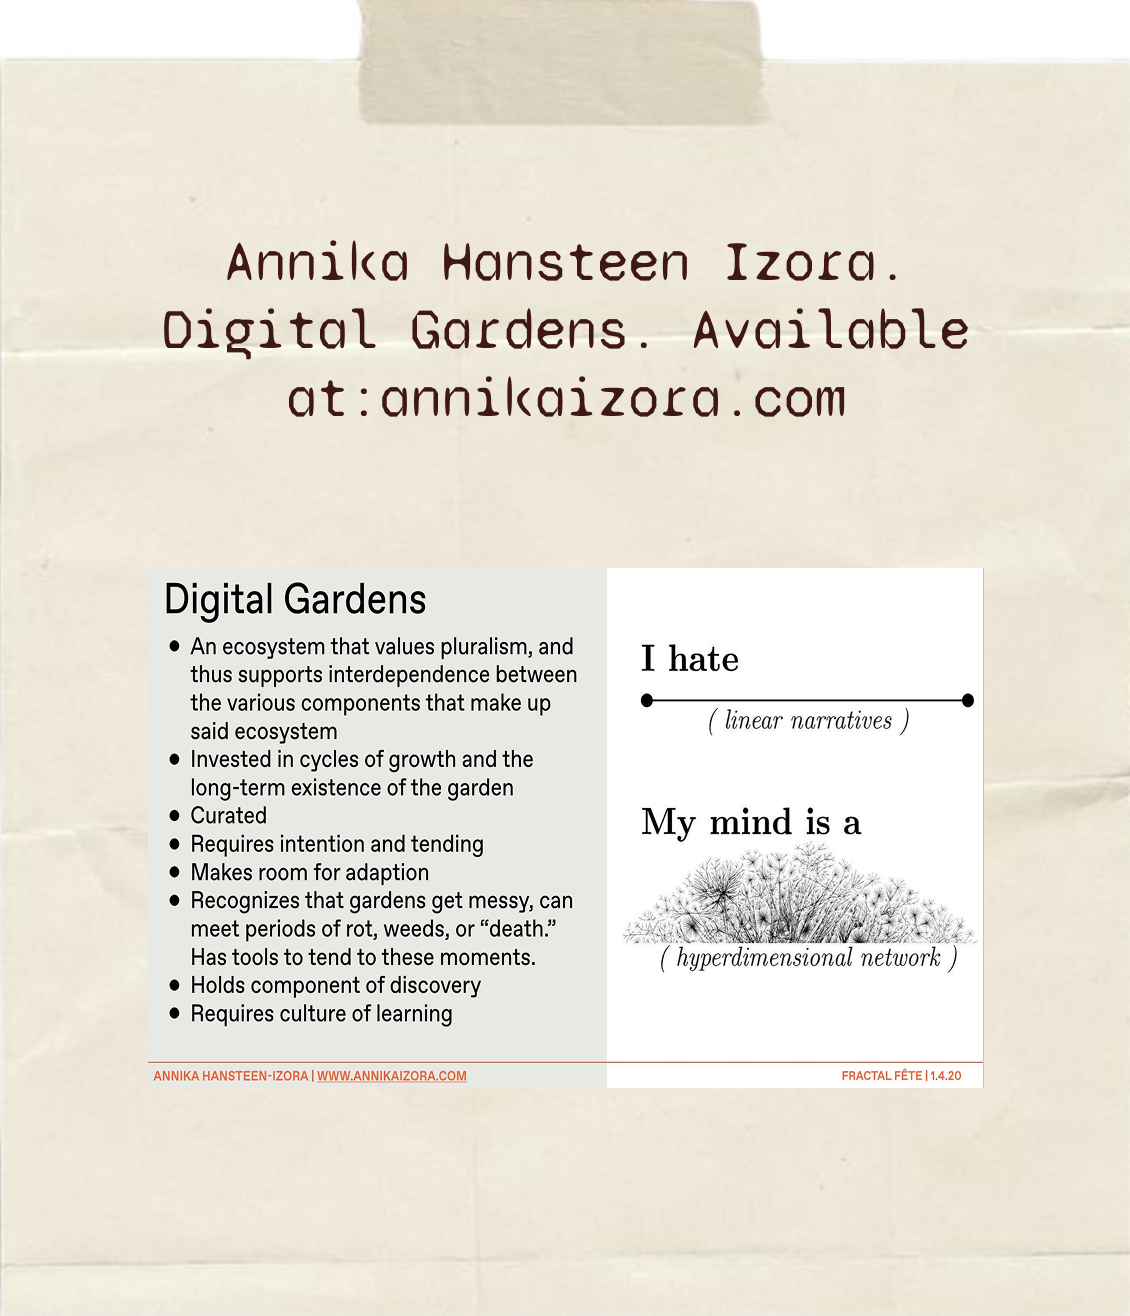 Annika Hansteen Izora.
Digital Gardens. Available
at:annikaizora.com
Digital Gardens
● An ecosystem that values pluralism, and
thus supports interdependence between
the various components that make up
said ecosystem
● Invested in cycles of growth and the
long-term existence of the garden
● Curated
● Requires intention and tending
● Makes room for adaption
● Recognizes that gardens get messy, can
meet periods of rot, weeds, or “death.”
Has tools to tend to these moments.
● Holds component of discovery
● Requires culture of learning
I hate
( linear narratives )
My mind is a
( hyperdimensional network )
ANNIKA HANSTEEN-IZORA | WWW.ANNIKAIZORA.COM
FRACTAL FÊTE | 1.4.20